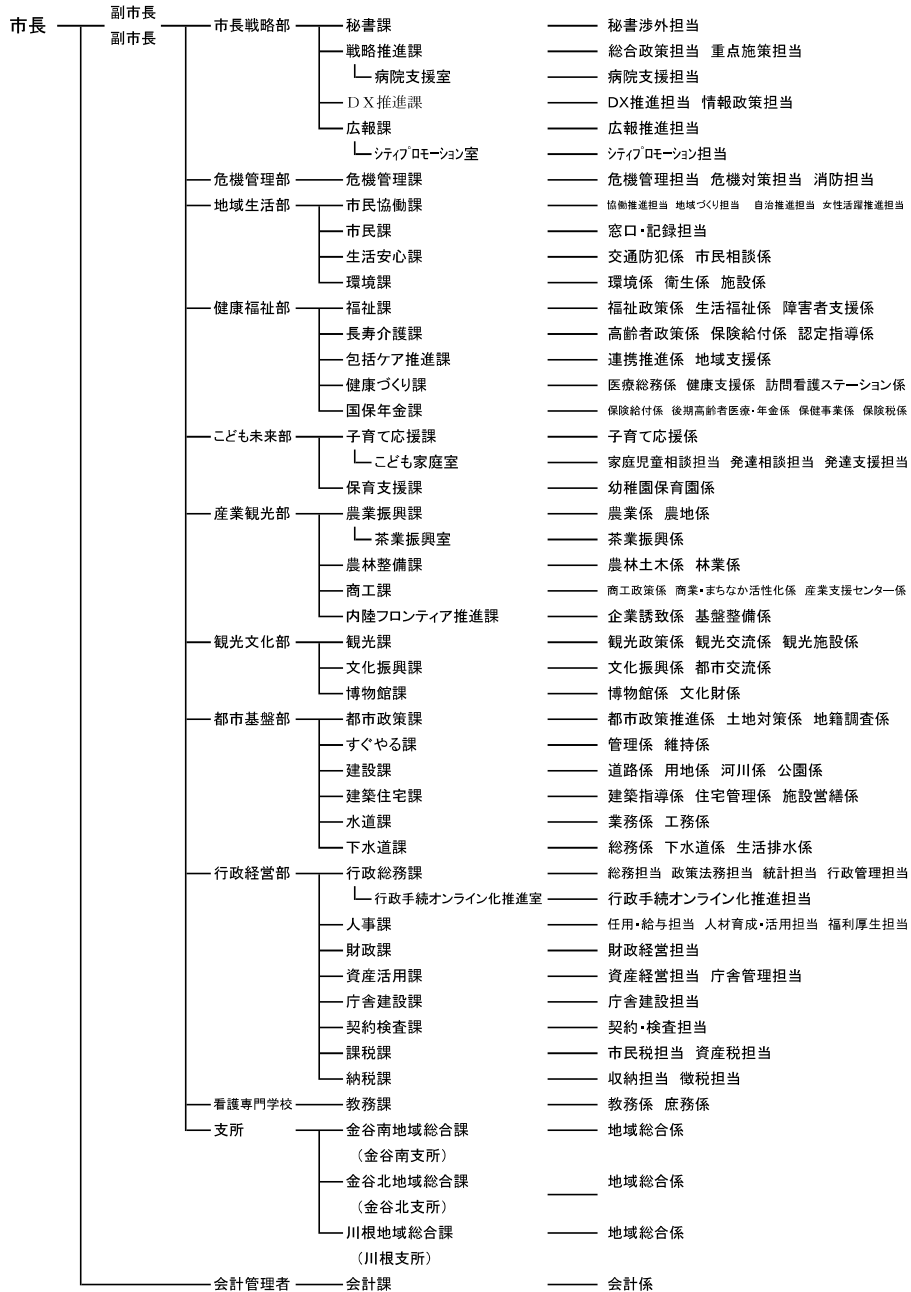 副市長
市長 市長戦略部 秘書課 秘書渉外担当
副市長
戦略推進課 総合政策担当 重点施策担当
病院支援室 病院支援担当
DX推進課 DX推進担当 情報政策担当
広報課 広報推進担当
シティプロモーション室 シティプロモーション担当
危機管理部 危機管理課 危機管理担当 危機対策担当 消防担当
地域生活部 市民協働課 協働推進担当 地域づくり担当 自治推進担当 女性活躍推進担当
市民課 窓口・記録担当
生活安心課 交通防犯係 市民相談係
環境課 環境係 衛生係 施設係
健康福祉部 福祉課 福祉政策係 生活福祉係 障害者支援係
長寿介護課 高齢者政策係 保険給付係 認定指導係
包括ケア推進課 連携推進係 地域支援係
健康づくり課 医療総務係 健康支援係 訪問看護ステーション係
国保年金課 保険給付係 後期高齢者医療・年金係 保健事業係 保険税係
こども未来部 子育て応援課 子育て応援係
こども家庭室 家庭児童相談担当 発達相談担当 発達支援担当
保育支援課 幼稚園保育園係
産業観光部 農業振興課 農業係 農地係
茶業振興室 茶業振興係
農林整備課 農林土木係 林業係
商工課 商工政策係 商業・まちなか活性化係 産業支援センター係
内陸フロンティア推進課 企業誘致係 基盤整備係
観光文化部 観光課 観光政策係 観光交流係 観光施設係
文化振興課 文化振興係 都市交流係
博物館課 博物館係 文化財係
都市基盤部 都市政策課 都市政策推進係 土地対策係 地籍調査係
すぐやる課 管理係 維持係
建設課 道路係 用地係 河川係 公園係
建築住宅課 建築指導係 住宅管理係 施設営繕係
水道課 業務係 工務係
下水道課 総務係 下水道係 生活排水係
行政経営部 行政総務課 総務担当 政策法務担当 統計担当 行政管理担当
行政手続オンライン化推進室 行政手続オンライン化推進担当
人事課 任用・給与担当 人材育成・活用担当 福利厚生担当
財政課 財政経営担当
資産活用課 資産経営担当 庁舎管理担当
庁舎建設課 庁舎建設担当
契約検査課 契約・検査担当
課税課 市民税担当 資産税担当
納税課 収納担当 徴税担当
看護専門学校 教務課 教務係 庶務係
支所 金谷南地域総合課 地域総合係
（金谷南支所）
金谷北地域総合課 地域総合係
（金谷北支所）
川根地域総合課 地域総合係
（川根支所）
会計管理者 会計課 会計係